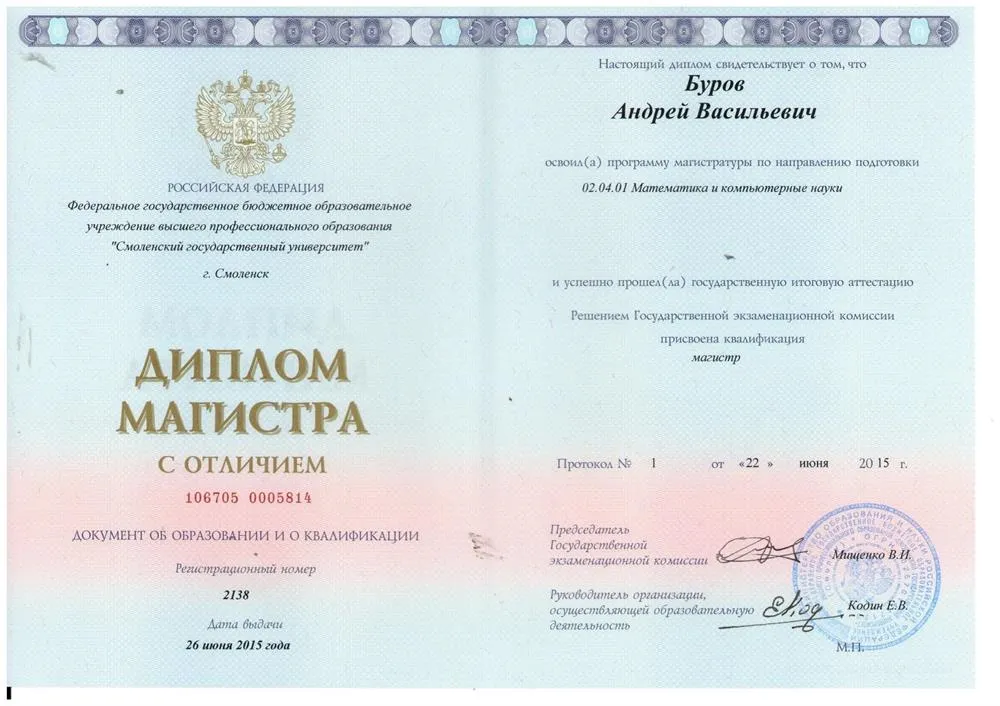 РОССИЙСКАЯ ФЕДЕРАЦИЯ
Федеральное государственное бюджетное образовательное
учреждение высшего профессионального образования
"Смоленский государственный университет"
г. Смоленск
ДИПЛОМ
МАГИСТРА
С ОТЛИЧИЕМ
106705 0005814
ДОКУМЕНТ ОБ ОБРАЗОВАНИИ И О КВАЛИФИКАЦИИ
Регистрационный номер
2138
Дата выдачи
26 июня 2015 года
Настоящий диплом свидетельствует о том, что
Буров
Андрей Васильевич
освоил(а) программу магистратуры по направлению подготовки
02.04.01 Математика и компьютерные науки
и успешно прошел(ла) государственную итоговую аттестацию
Решением Государственной экзаменационной комиссии
присвоена квалификация
магистр
Протокол № 1 от «22 » июня 20 15 г.
Председатель
Государственной
экзаменационной комиссии
Мищенко В.И.
Руководитель организации,
осуществляющей образовательную
деятельность
Кодин Е.В.
М.П.